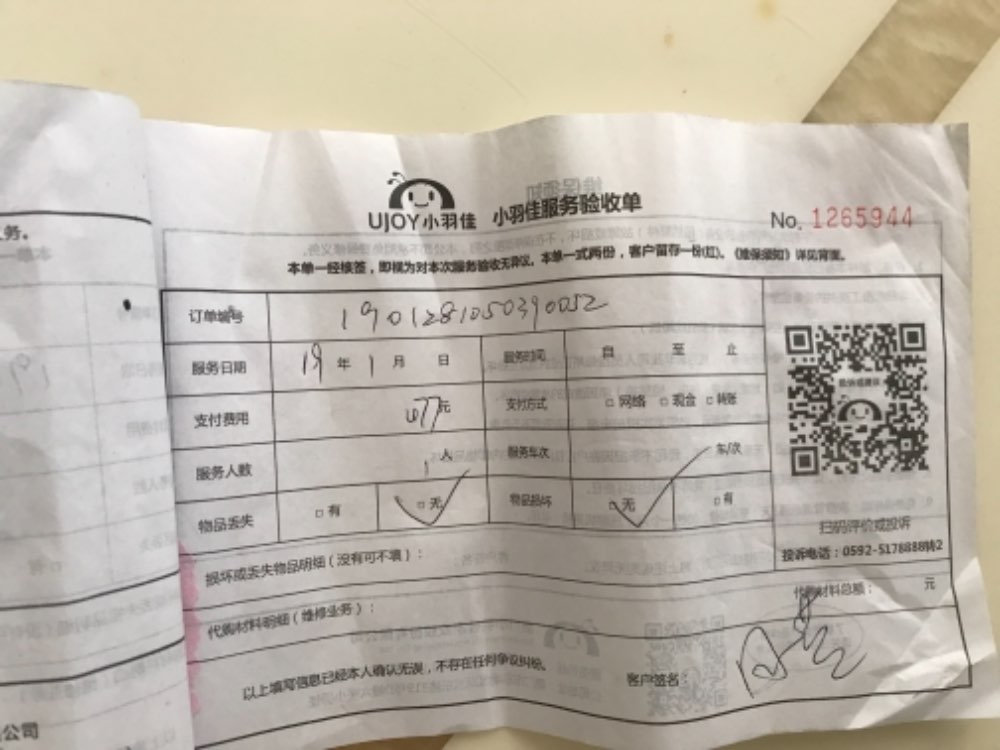 UJOY小羽佳 小羽佳服务验收单
No. 1265944
本单一经接签，即视为对本次服务验收无异议。本单一式两份，客户留存一份(红)。《维保须知》详见背面。
订单编号 1901281050390052
服务日期 19年1月 日 服务时间 自 至 止
支付费用 元 支付方式 □网络 □现金 □转账
服务人数 1人 服务车次 车/次
物品丢失 □有 □无 物品损坏 □无 □有
扫码评价或投诉
投诉电话：0592-5178888转2
损坏或丢失物品明细（没有可不填）：
代购材料明细（维修业务）： 代购材料总额： 元
以上填写信息已经本人确认无误，不存在任何争议纠纷。 客户签名：
务。
公司